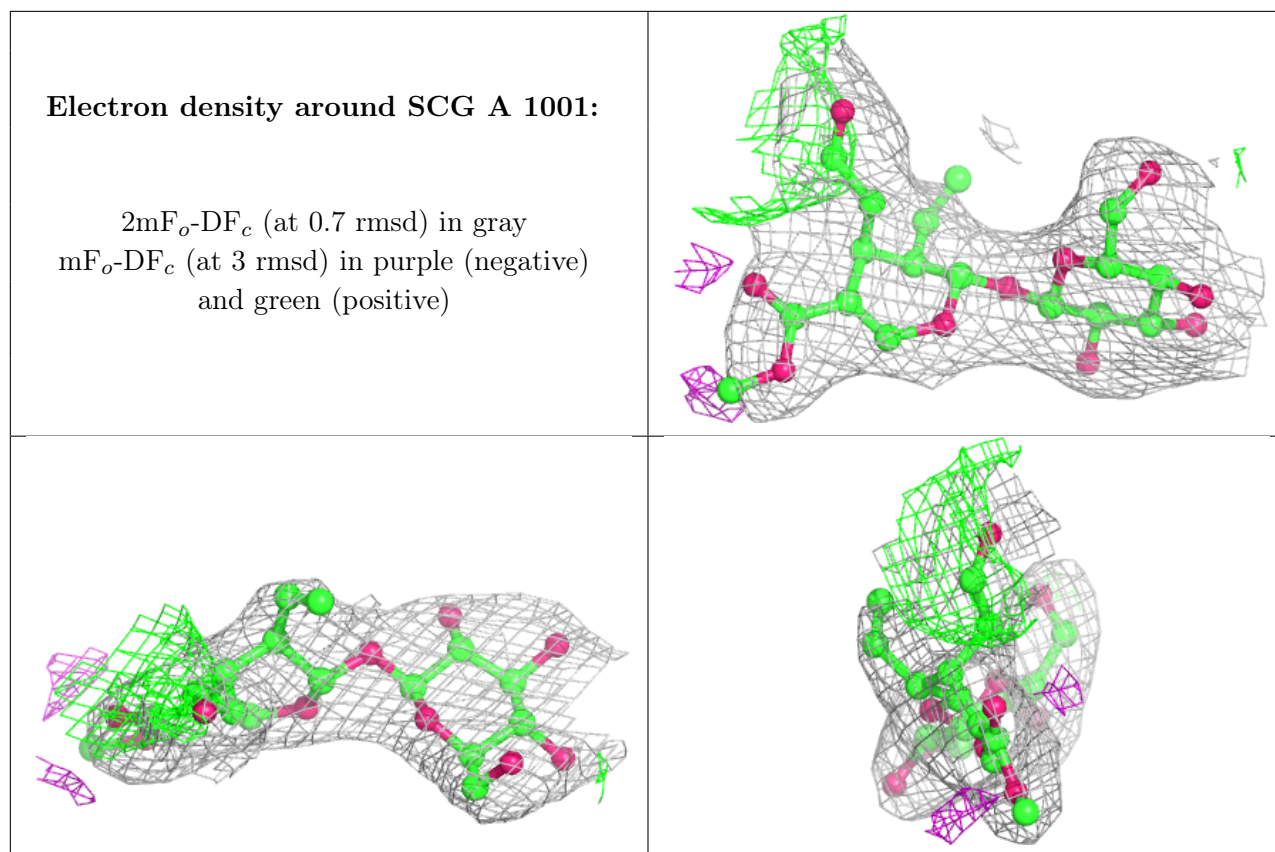 Electron density around SCG A 1001:
2mFₒ-DF𝒸 (at 0.7 rmsd) in gray
mFₒ-DF𝒸 (at 3 rmsd) in purple (negative)
and green (positive)